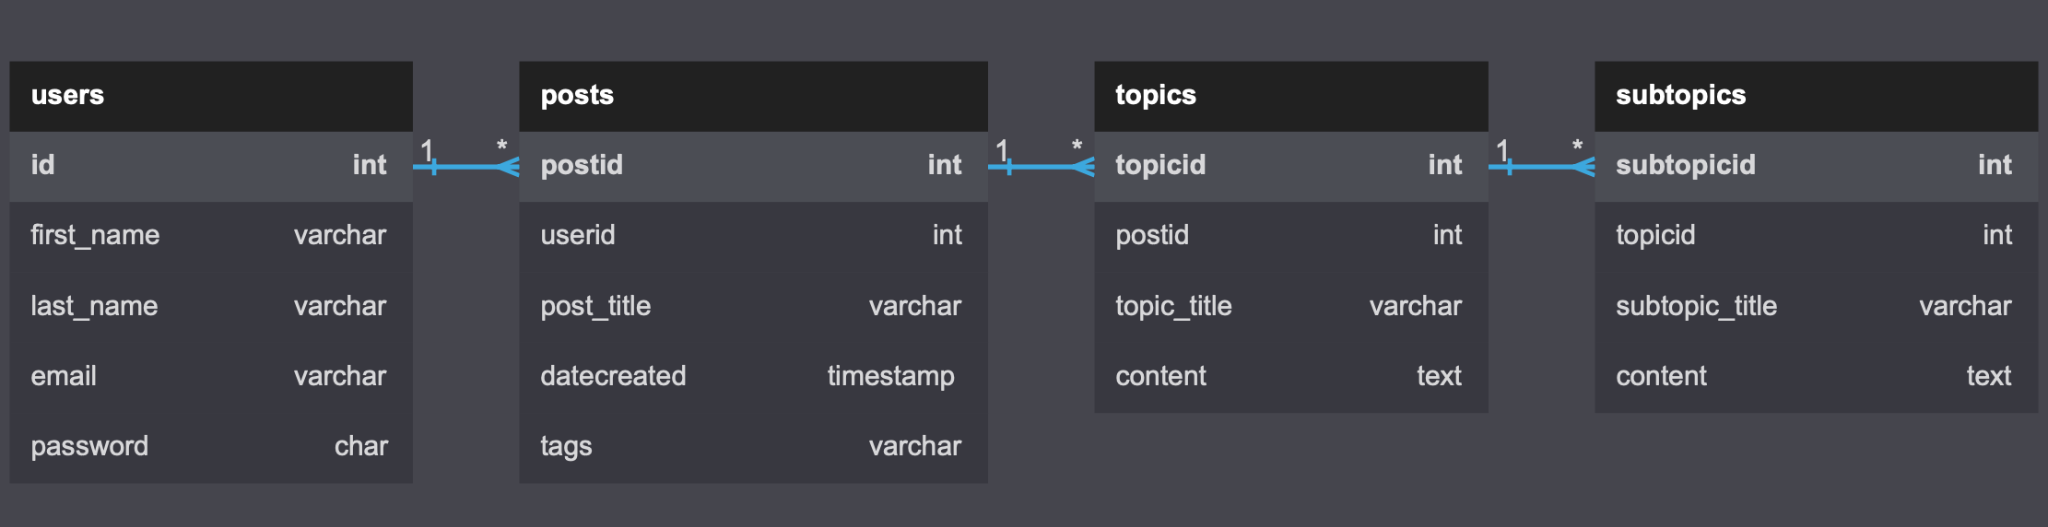 users
id int
first_name varchar
last_name varchar
email varchar
password char
1 *
posts
postid int
userid int
post_title varchar
datecreated timestamp
tags varchar
1 *
topics
topicid int
postid int
topic_title varchar
content text
1 *
subtopics
subtopicid int
topicid int
subtopic_title varchar
content text